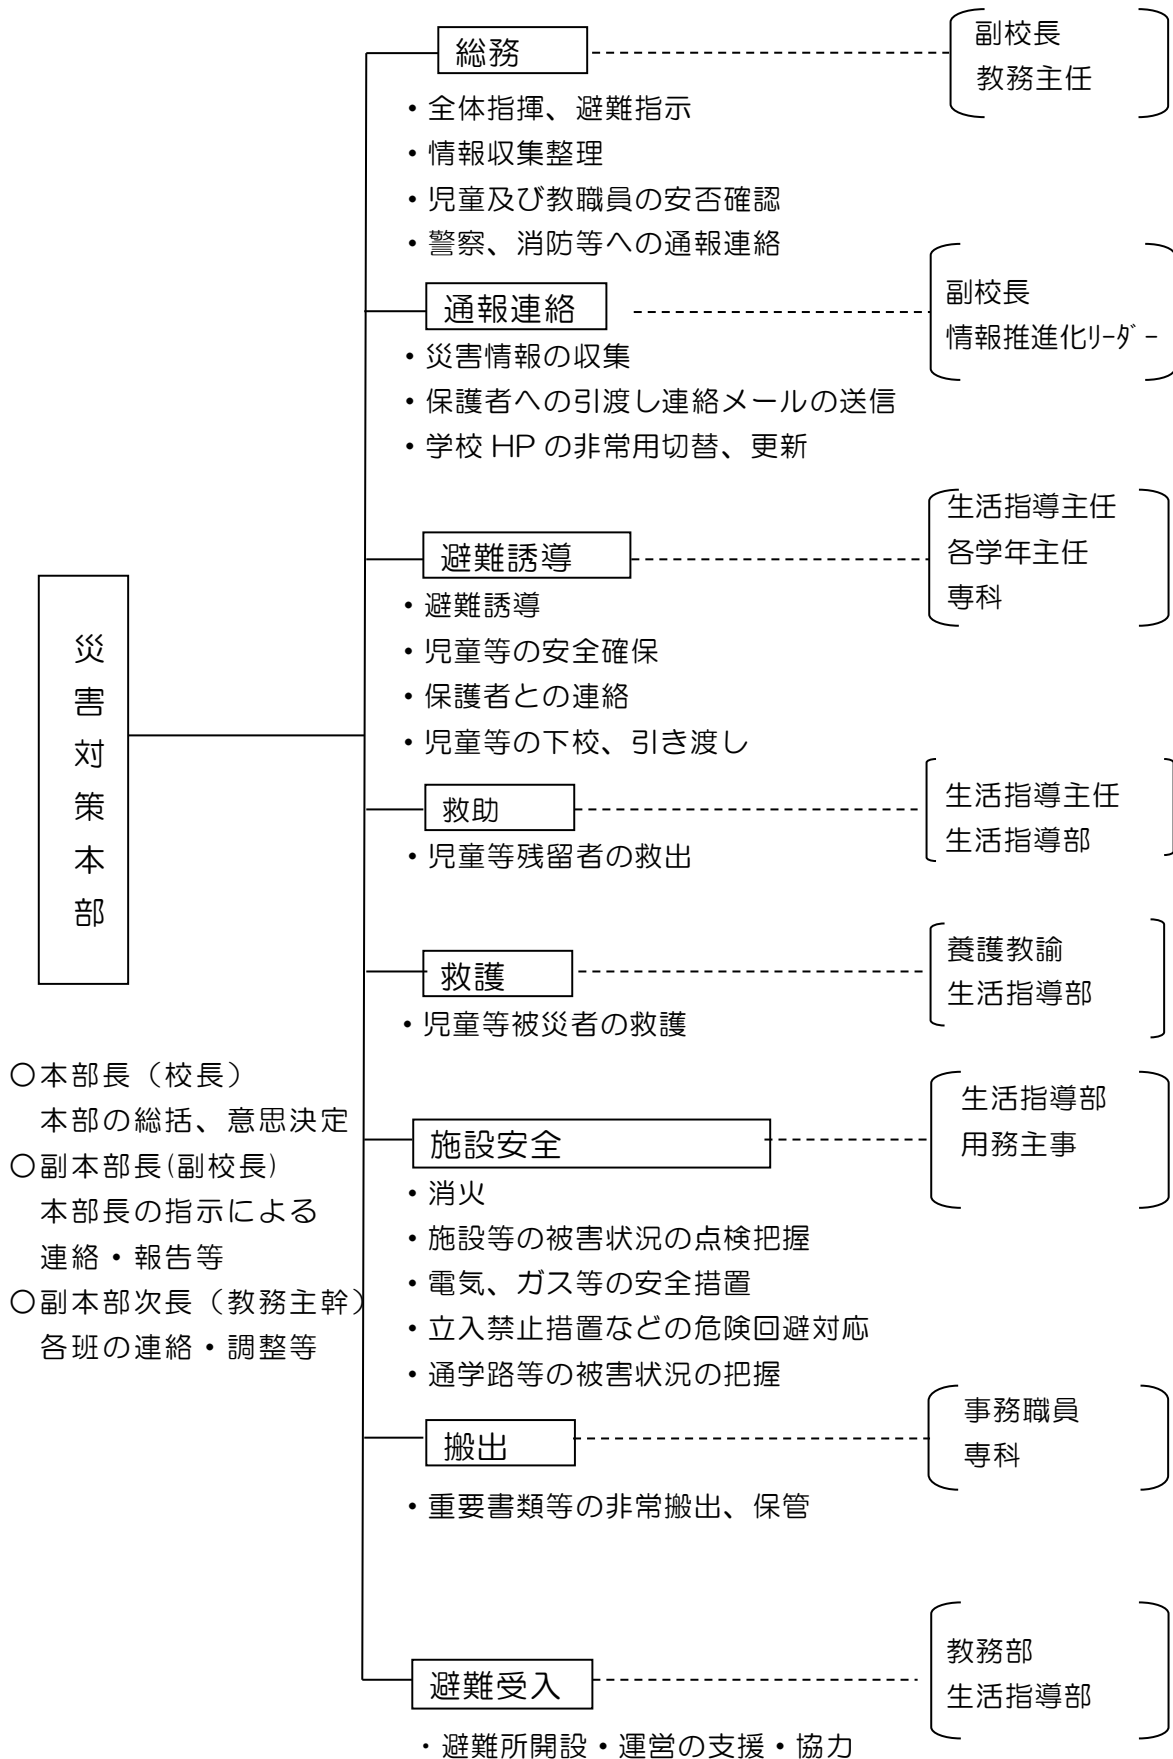 総務
副校長
教務主任
・全体指揮、避難指示
・情報収集整理
・児童及び教職員の安否確認
・警察、消防等への通報連絡
通報連絡
副校長
情報推進化ﾘｰﾀﾞｰ
・災害情報の収集
・保護者への引渡し連絡メールの送信
・学校 HP の非常用切替、更新
避難誘導
生活指導主任
各学年主任
専科
・避難誘導
・児童等の安全確保
・保護者との連絡
・児童等の下校、引き渡し
災害対策本部
救助
生活指導主任
生活指導部
・児童等残留者の救出
救護
養護教諭
生活指導部
・児童等被災者の救護
〇本部長（校長）
本部の総括、意思決定
〇副本部長(副校長)
本部長の指示による
連絡・報告等
〇副本部次長（教務主幹）
各班の連絡・調整等
施設安全
生活指導部
用務主事
・消火
・施設等の被害状況の点検把握
・電気、ガス等の安全措置
・立入禁止措置などの危険回避対応
・通学路等の被害状況の把握
搬出
事務職員
専科
・重要書類等の非常搬出、保管
避難受入
教務部
生活指導部
・避難所開設・運営の支援・協力